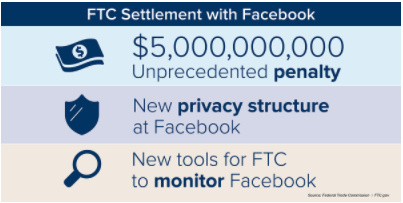 FTC Settlement with Facebook
$5,000,000,000
Unprecedented penalty
New privacy structure
at Facebook
New tools for FTC
to monitor Facebook
Source: Federal Trade Commission | FTC.gov